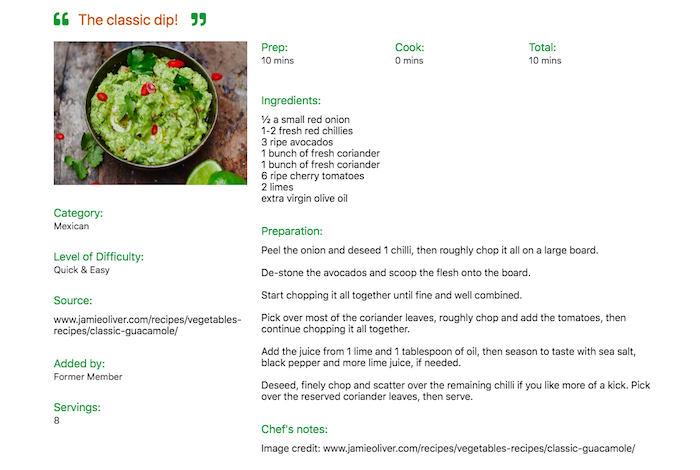 ❝ The classic dip! ❞
Prep:
10 mins
Cook:
0 mins
Total:
10 mins
Ingredients:
½ a small red onion
1-2 fresh red chillies
3 ripe avocados
1 bunch of fresh coriander
1 bunch of fresh coriander
6 ripe cherry tomatoes
2 limes
extra virgin olive oil
Category:
Mexican
Level of Difficulty:
Quick & Easy
Source:
www.jamieoliver.com/recipes/vegetables-
recipes/classic-guacamole/
Added by:
Former Member
Servings:
8
Preparation:
Peel the onion and deseed 1 chilli, then roughly chop it all on a large board.
De-stone the avocados and scoop the flesh onto the board.
Start chopping it all together until fine and well combined.
Pick over most of the coriander leaves, roughly chop and add the tomatoes, then
continue chopping it all together.
Add the juice from 1 lime and 1 tablespoon of oil, then season to taste with sea salt,
black pepper and more lime juice, if needed.
Deseed, finely chop and scatter over the remaining chilli if you like more of a kick. Pick
over the reserved coriander leaves, then serve.
Chef's notes:
Image credit: www.jamieoliver.com/recipes/vegetables-recipes/classic-guacamole/